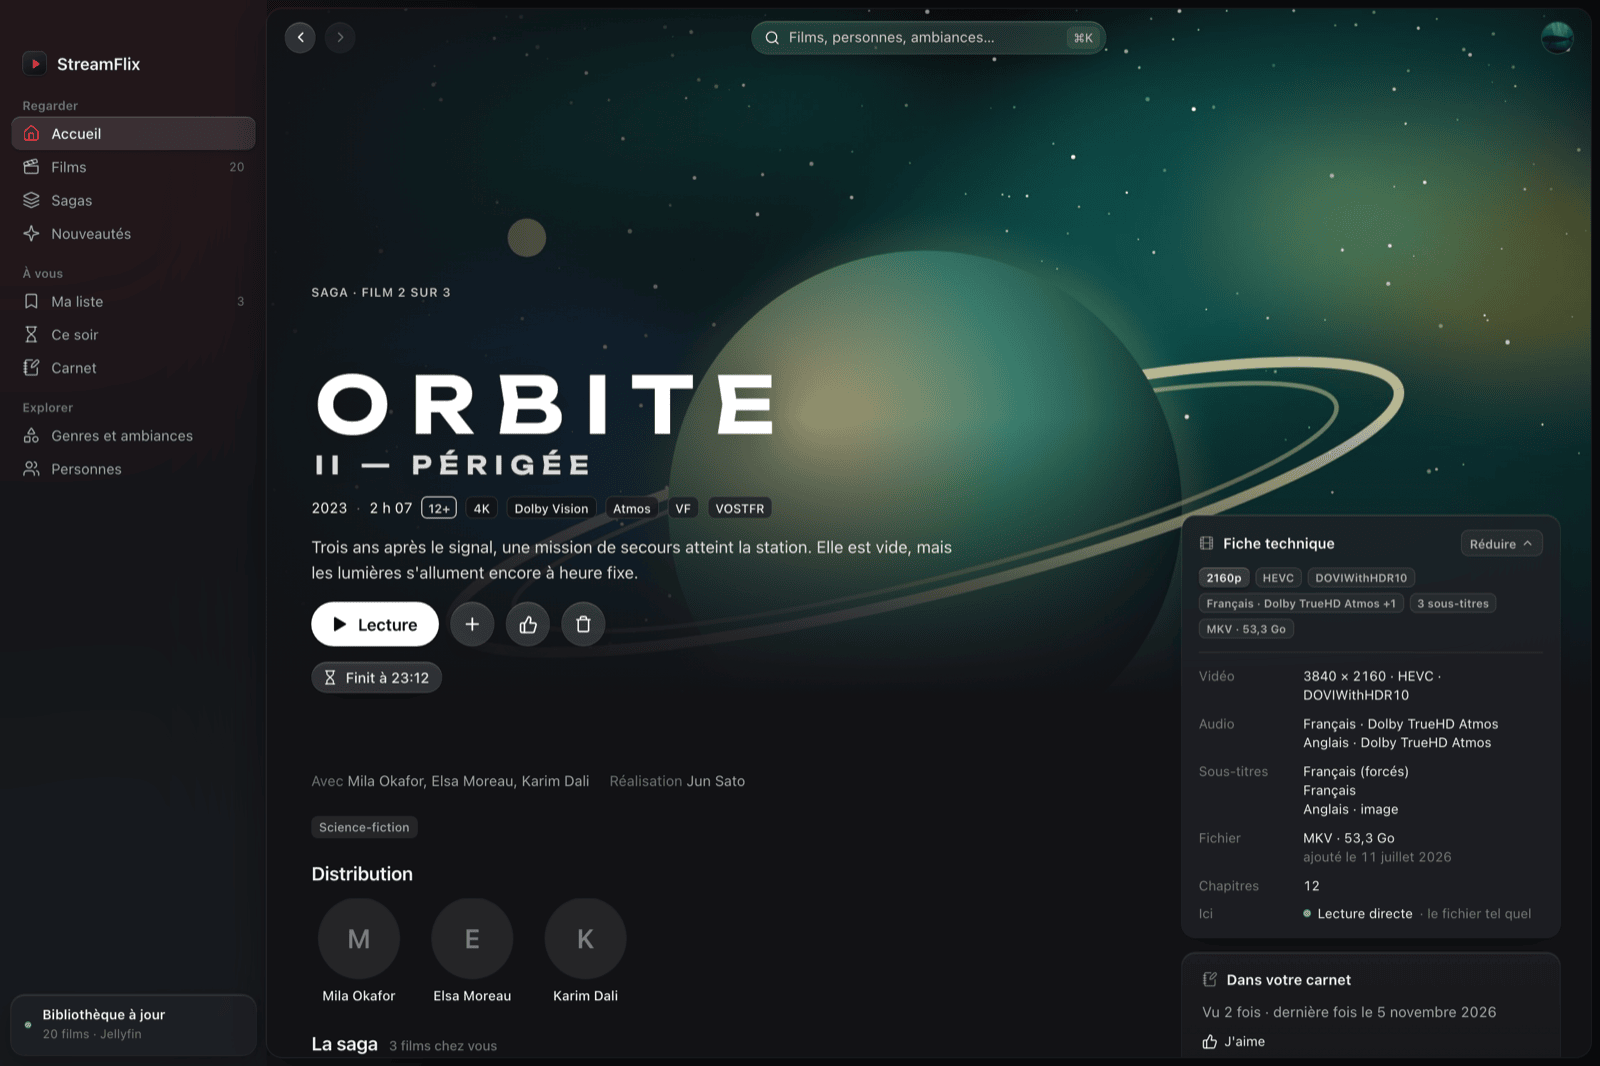 StreamFlix
Regarder
Accueil
Films 20
Sagas
Nouveautés
À vous
Ma liste 3
Ce soir
Carnet
Explorer
Genres et ambiances
Personnes
Bibliothèque à jour
20 films · Jellyfin
Films, personnes, ambiances... ⌘K
SAGA · FILM 2 SUR 3
ORBITE
II — PÉRIGÉE
2023 · 2 h 07 12+ 4K Dolby Vision Atmos VF VOSTFR
Trois ans après le signal, une mission de secours atteint la station. Elle est vide, mais
les lumières s'allument encore à heure fixe.
Lecture
Finit à 23:12
Avec Mila Okafor, Elsa Moreau, Karim Dali Réalisation Jun Sato
Science-fiction
Distribution
M E K
Mila Okafor Elsa Moreau Karim Dali
La saga 3 films chez vous
Fiche technique Réduire
2160p HEVC DOVIWithHDR10
Français · Dolby TrueHD Atmos +1 3 sous-titres
MKV · 53,3 Go
Vidéo 3840 × 2160 · HEVC ·
DOVIWithHDR10
Audio Français · Dolby TrueHD Atmos
Anglais · Dolby TrueHD Atmos
Sous-titres Français (forcés)
Français
Anglais · image
Fichier MKV · 53,3 Go
ajouté le 11 juillet 2026
Chapitres 12
Ici Lecture directe · le fichier tel quel
Dans votre carnet
Vu 2 fois · dernière fois le 5 novembre 2026
J'aime